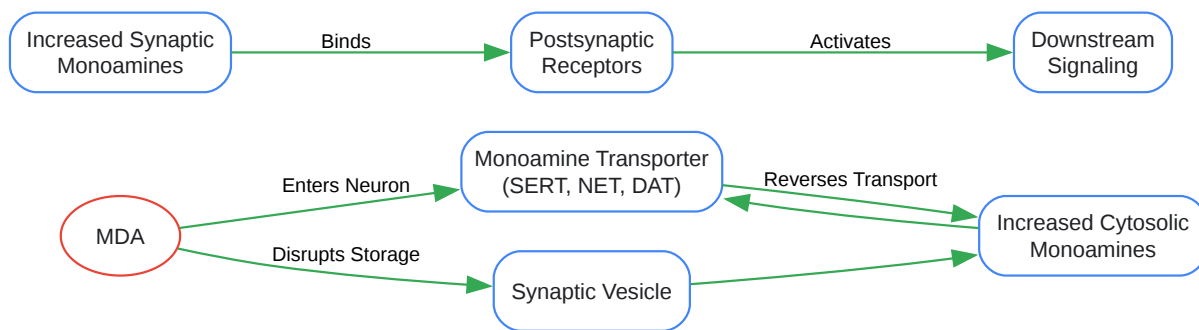 Increased Synaptic
Monoamines
Binds
Postsynaptic
Receptors
Activates
Downstream
Signaling
MDA
Enters Neuron
Disrupts Storage
Monoamine Transporter
(SERT, NET, DAT)
Synaptic Vesicle
Reverses Transport
Increased Cytosolic
Monoamines